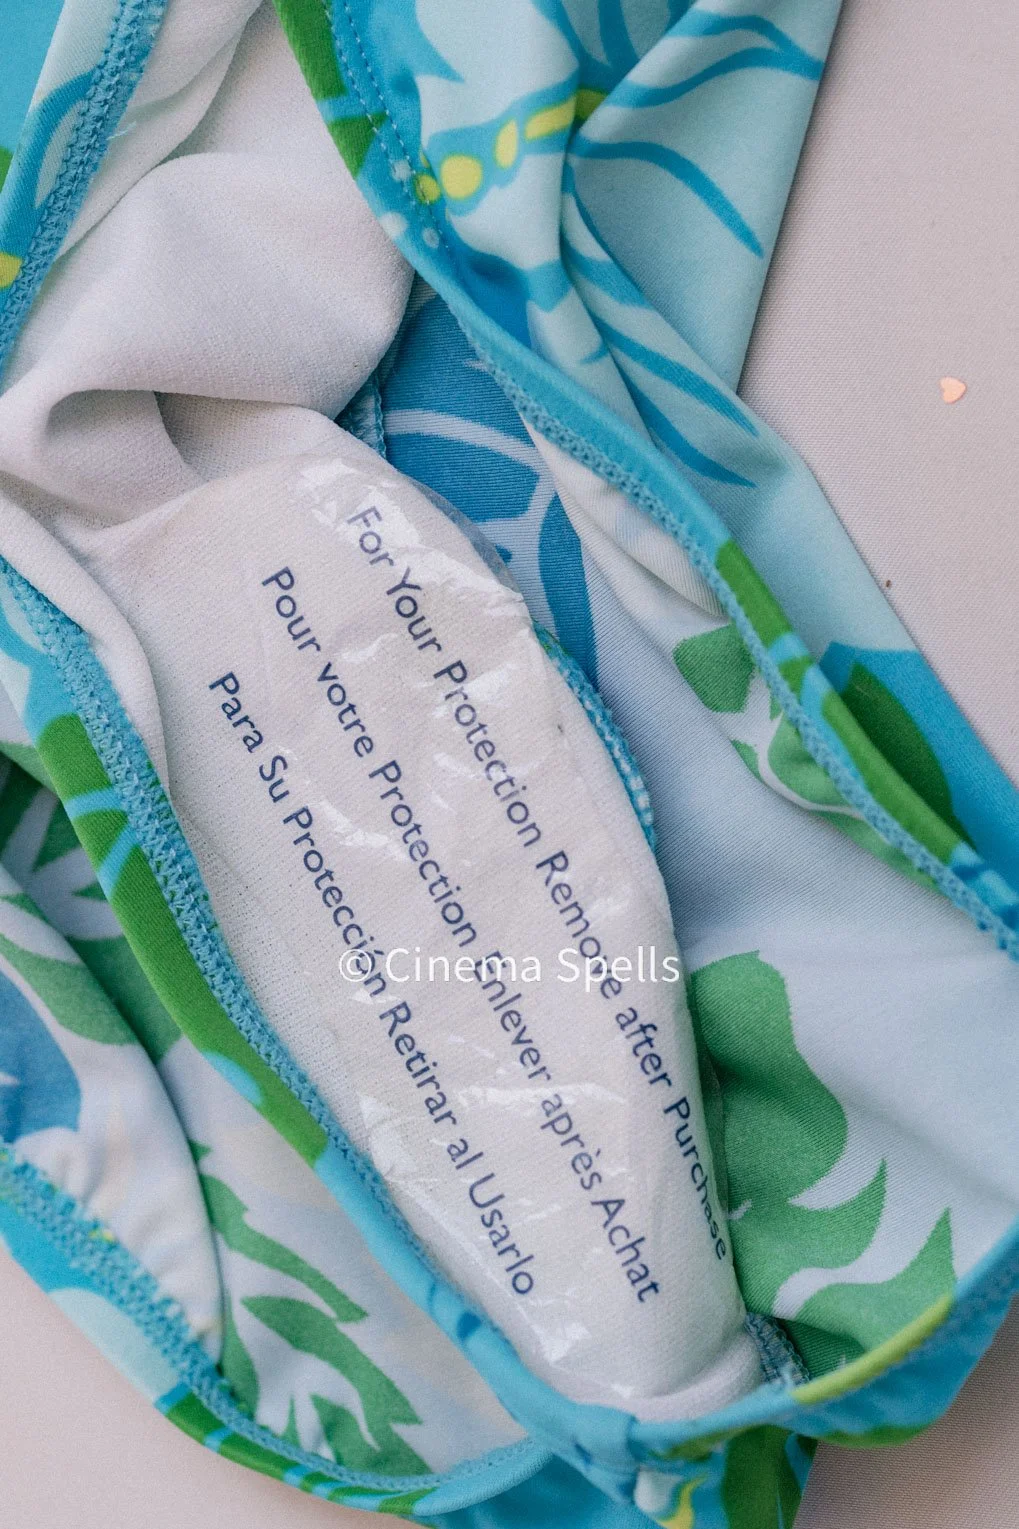 For Your Protection Remove after Purchase
Pour votre Protection Enlever après Achat
Para Su Protección Retirar al Usarlo
© Cinema Spells